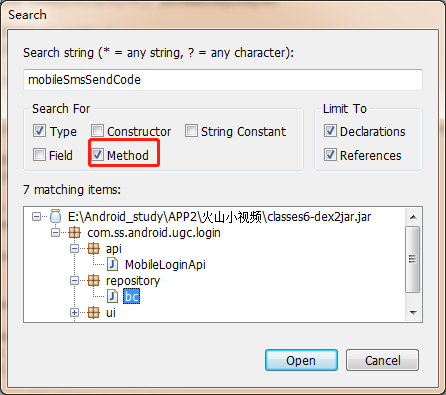 Search
Search string (* = any string, ? = any character):
mobileSmsSendCode
Search For
Limit To
Type
Constructor
String Constant
Declarations
Field
Method
References
7 matching items:
E:\Android_study\APP2\火山小视频\classes6-dex2jar.jar
com.ss.android.ugc.login
api
MobileLoginApi
repository
bc
ui
Open
Cancel